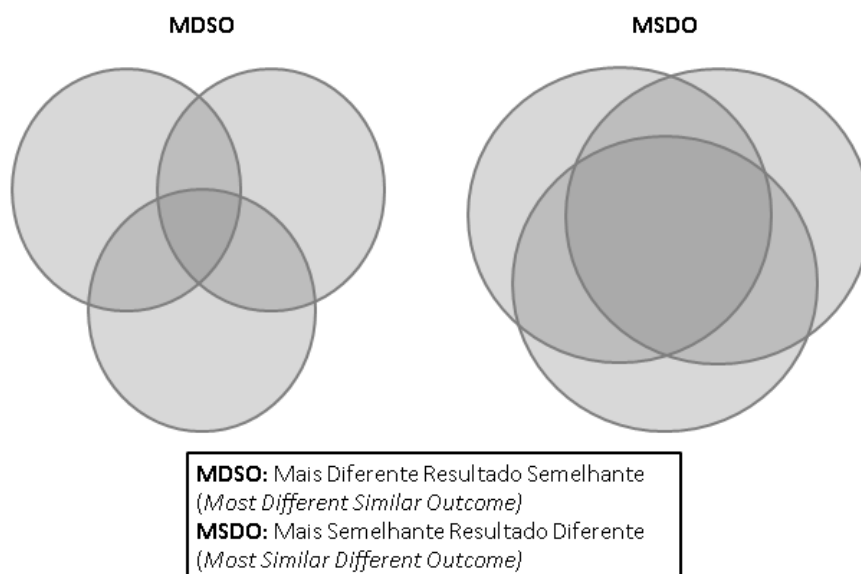 MDSO
MSDO
MDSO: Mais Diferente Resultado Semelhante
(Most Different Similar Outcome)
MSDO: Mais Semelhante Resultado Diferente
(Most Similar Different Outcome)